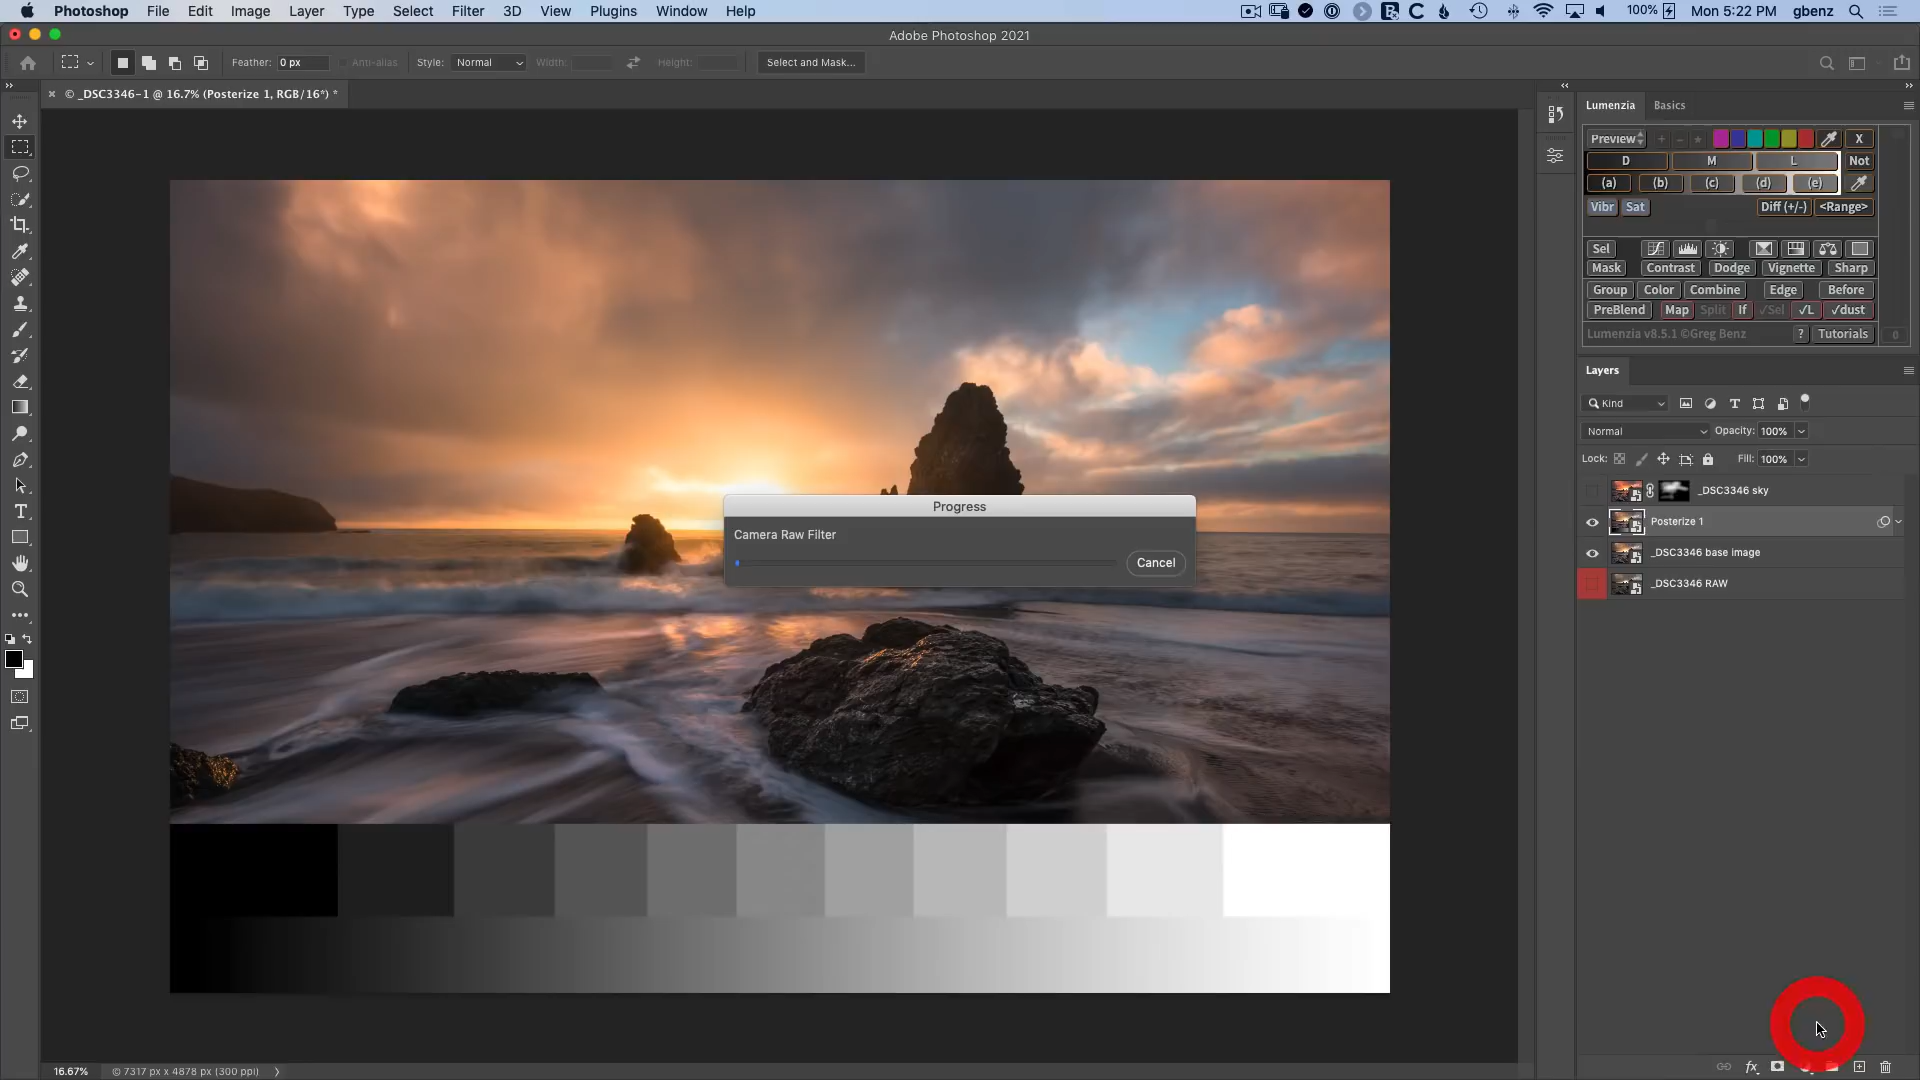 Photoshop File Edit Image Layer Type Select Filter 3D View Plugins Window Help 100% Mon 5:22 PM gbenz
Adobe Photoshop 2021
Feather: 0 px Anti-alias Style: Normal Width: Height: Select and Mask...
© _DSC3346-1 @ 16.7% (Posterize 1, RGB/16*) *
Lumenzia Basics
Preview X
D M L Not
(a) (b) (c) (d) (e)
Vibr Sat Diff (+/-) <Range>
Sel
Mask Contrast Dodge Vignette Sharp
Group Color Combine Edge Before
PreBlend Map Split If √Sel √L √dust
Lumenzia v8.5.1 ©Greg Benz ? Tutorials 0
Layers
Kind
Normal Opacity: 100%
Lock: Fill: 100%
_DSC3346 sky
Posterize 1
_DSC3346 base image
_DSC3346 RAW
Progress
Camera Raw Filter
Cancel
16.67% © 7317 px x 4878 px (300 ppi)